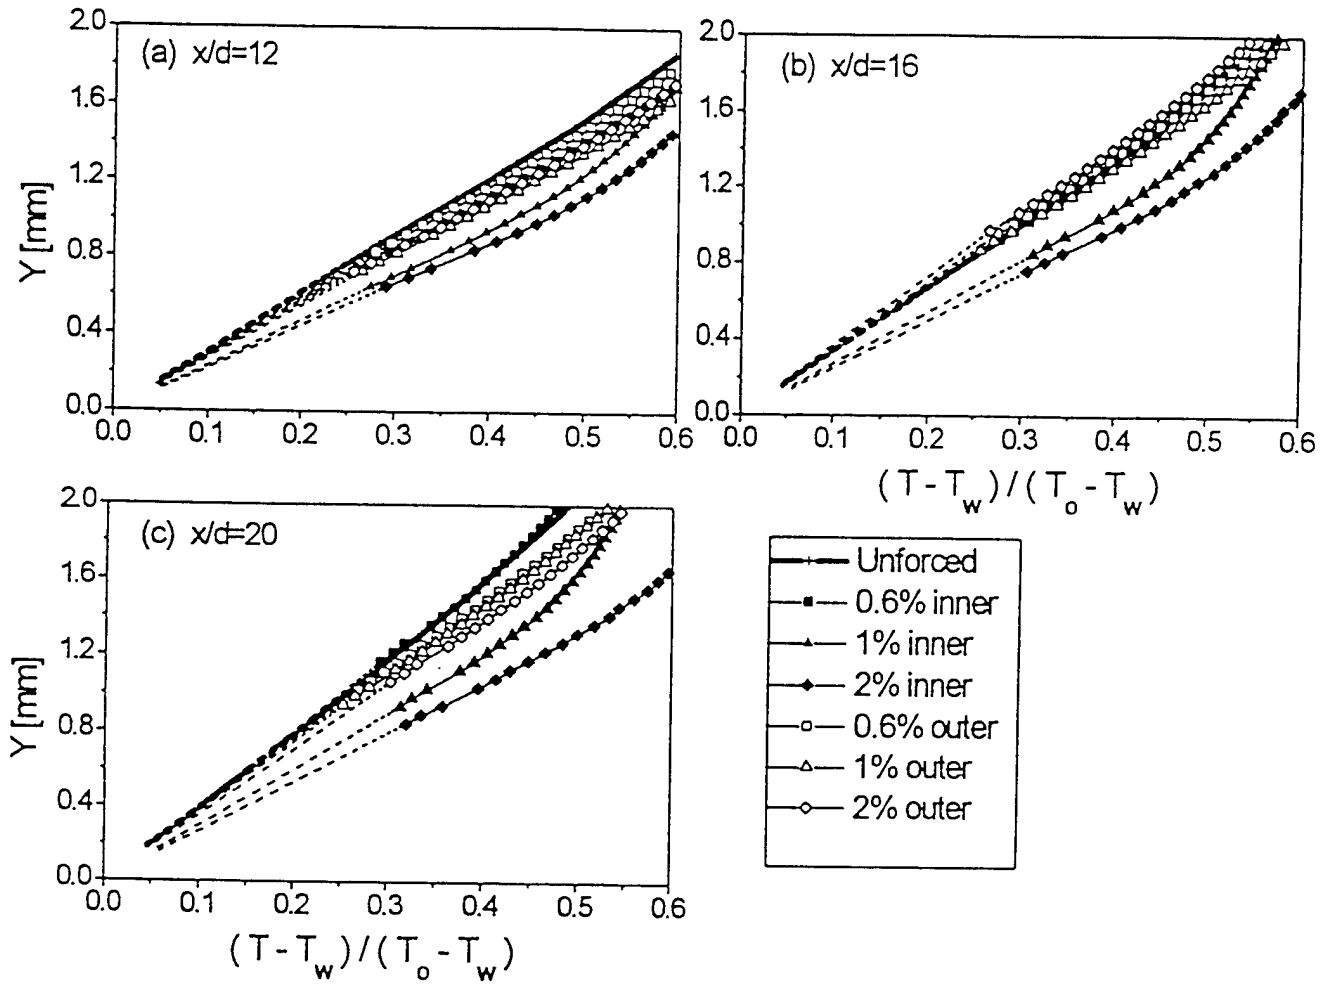 (a) x/d=12
2.0
1.6
1.2
0.8
0.4
0.0
Y [mm]
0.0 0.1 0.2 0.3 0.4 0.5 0.6
(b) x/d=16
2.0
1.6
1.2
0.8
0.4
0.0
0.0 0.1 0.2 0.3 0.4 0.5 0.6
(T-Tw)/(To-Tw)
(c) x/d=20
2.0
1.6
1.2
0.8
0.4
0.0
Y [mm]
0.0 0.1 0.2 0.3 0.4 0.5 0.6
(T-Tw)/(To-Tw)
Unforced
0.6% inner
1% inner
2% inner
0.6% outer
1% outer
2% outer